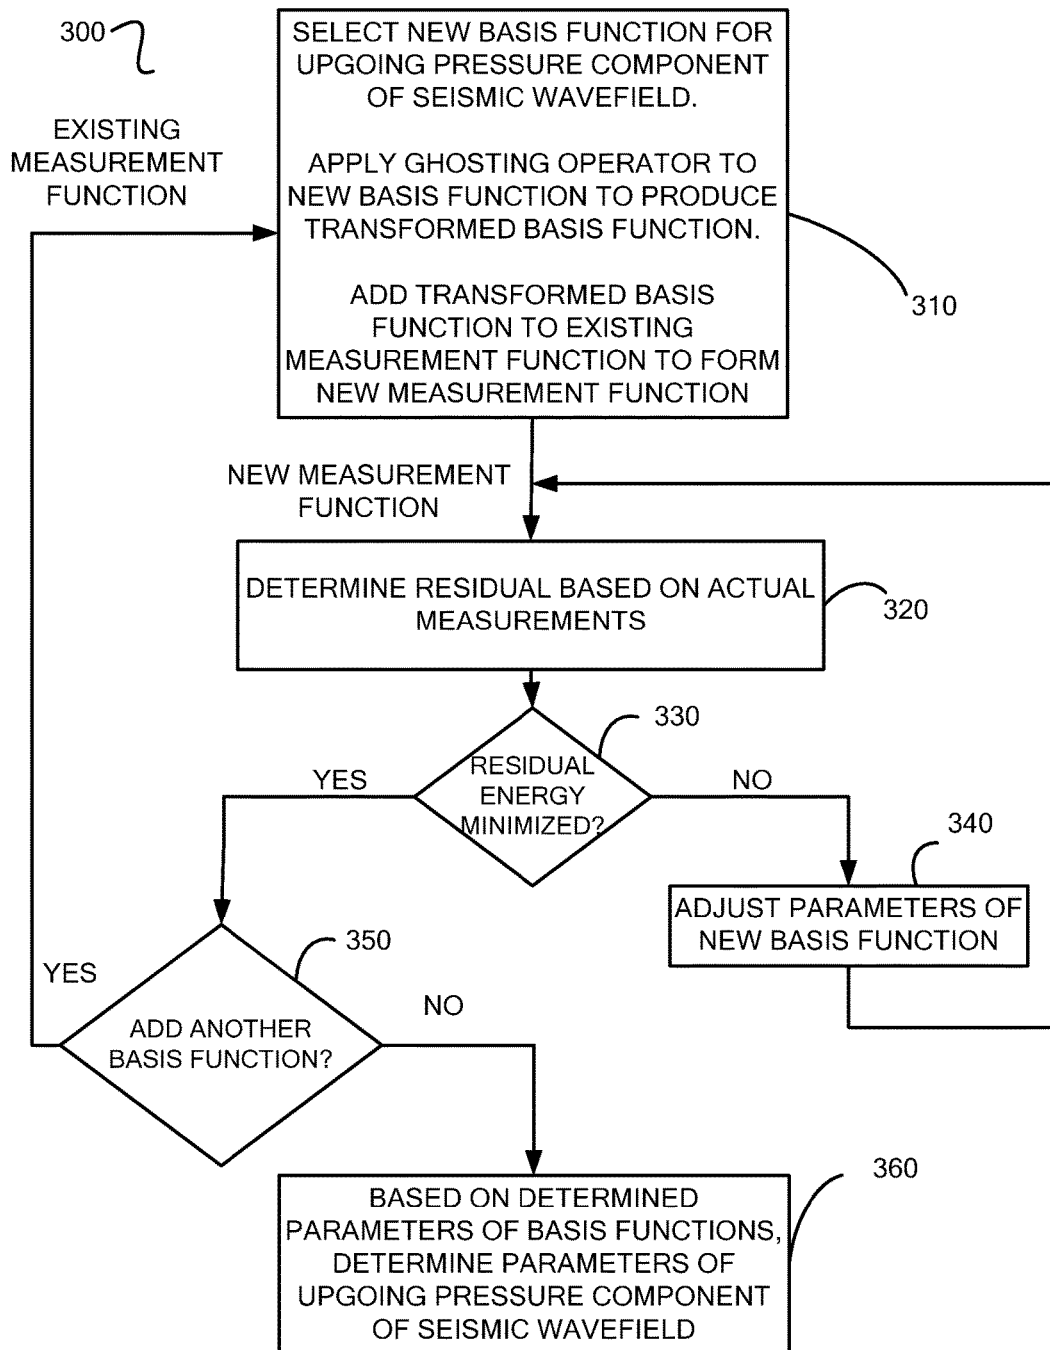 300
SELECT NEW BASIS FUNCTION FOR
UPGOING PRESSURE COMPONENT
OF SEISMIC WAVEFIELD.
APPLY GHOSTING OPERATOR TO
NEW BASIS FUNCTION TO PRODUCE
TRANSFORMED BASIS FUNCTION.
ADD TRANSFORMED BASIS
FUNCTION TO EXISTING
MEASUREMENT FUNCTION TO FORM
NEW MEASUREMENT FUNCTION
EXISTING
MEASUREMENT
FUNCTION
310
NEW MEASUREMENT
FUNCTION
DETERMINE RESIDUAL BASED ON ACTUAL
MEASUREMENTS
320
330
RESIDUAL
ENERGY
MINIMIZED?
YES
NO
340
ADJUST PARAMETERS OF
NEW BASIS FUNCTION
350
YES
ADD ANOTHER
BASIS FUNCTION?
NO
360
BASED ON DETERMINED
PARAMETERS OF BASIS FUNCTIONS,
DETERMINE PARAMETERS OF
UPGOING PRESSURE COMPONENT
OF SEISMIC WAVEFIELD